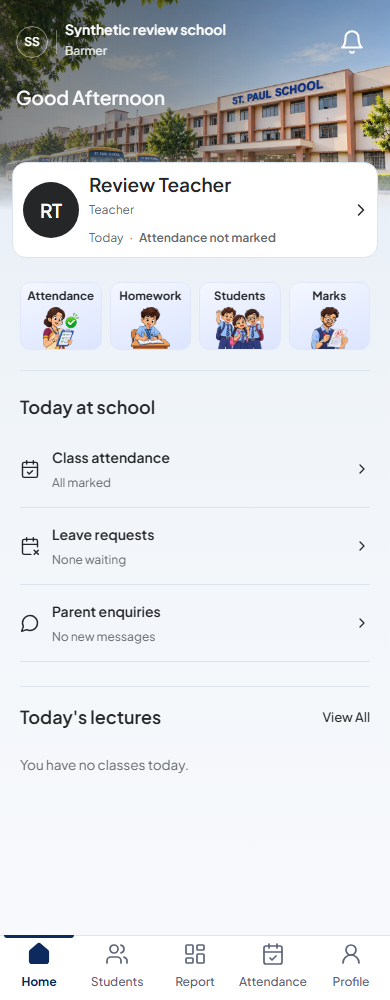 SS
Synthetic review school
Barmer
Good Afternoon
ST. PAUL SCHOOL
RT
Review Teacher
Teacher
Today · Attendance not marked
Attendance
Homework
Students
Marks
Today at school
Class attendance
All marked
Leave requests
None waiting
Parent enquiries
No new messages
Today's lectures
View All
You have no classes today.
Home
Students
Report
Attendance
Profile